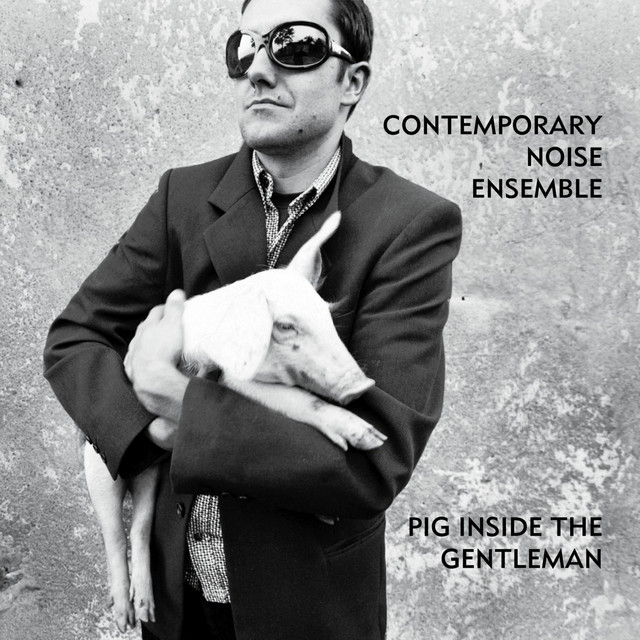 CONTEMPORARY
NOISE
ENSEMBLE
PIG INSIDE THE
GENTLEMAN